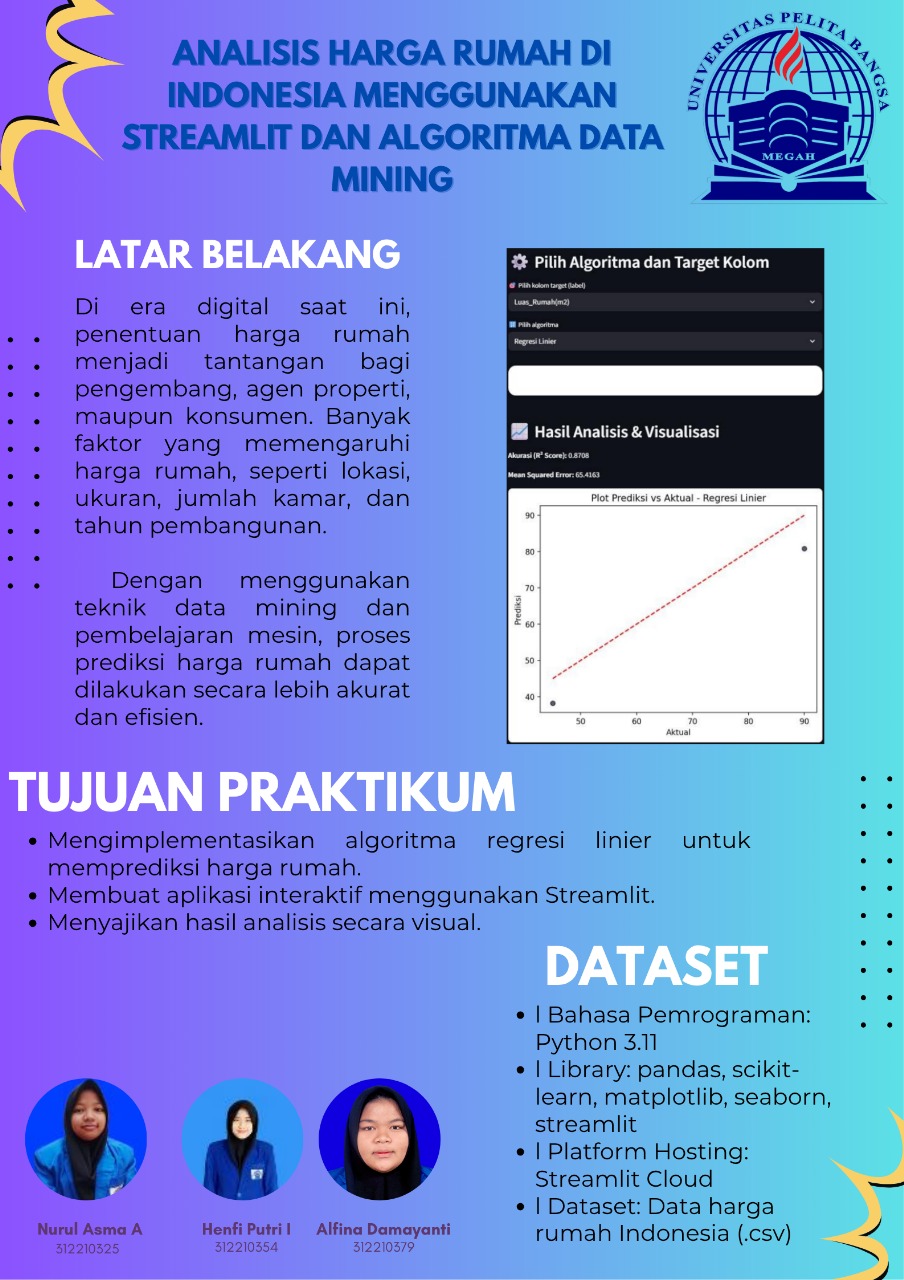 ANALISIS HARGA RUMAH DI
INDONESIA MENGGUNAKAN
STREAMLIT DAN ALGORITMA DATA
MINING
UNIVERSITAS PELITA BANGSA
MEGAH
LATAR BELAKANG
Di era digital saat ini,
penentuan harga rumah
menjadi tantangan bagi
pengembang, agen properti,
maupun konsumen. Banyak
faktor yang memengaruhi
harga rumah, seperti lokasi,
ukuran, jumlah kamar, dan
tahun pembangunan.
Dengan menggunakan
teknik data mining dan
pembelajaran mesin, proses
prediksi harga rumah dapat
dilakukan secara lebih akurat
dan efisien.
Pilih Algoritma dan Target Kolom
Pilih kolom target (label)
Luas_Rumah(m2)
Pilih algoritma
Regresi Linier
Hasil Analisis & Visualisasi
Akurasi (R² Score): 0.8708
Mean Squared Error: 65.4163
Plot Prediksi vs Aktual - Regresi Linier
90
80
70
60
50
40
Prediksi
50 60 70 80 90
Aktual
TUJUAN PRAKTIKUM
• Mengimplementasikan algoritma regresi linier untuk
memprediksi harga rumah.
• Membuat aplikasi interaktif menggunakan Streamlit.
• Menyajikan hasil analisis secara visual.
DATASET
• l Bahasa Pemrograman:
Python 3.11
• l Library: pandas, scikit-
learn, matplotlib, seaborn,
streamlit
• l Platform Hosting:
Streamlit Cloud
• l Dataset: Data harga
rumah Indonesia (.csv)
Nurul Asma A
312210325
Henfi Putri I
312210354
Alfina Damayanti
312210379